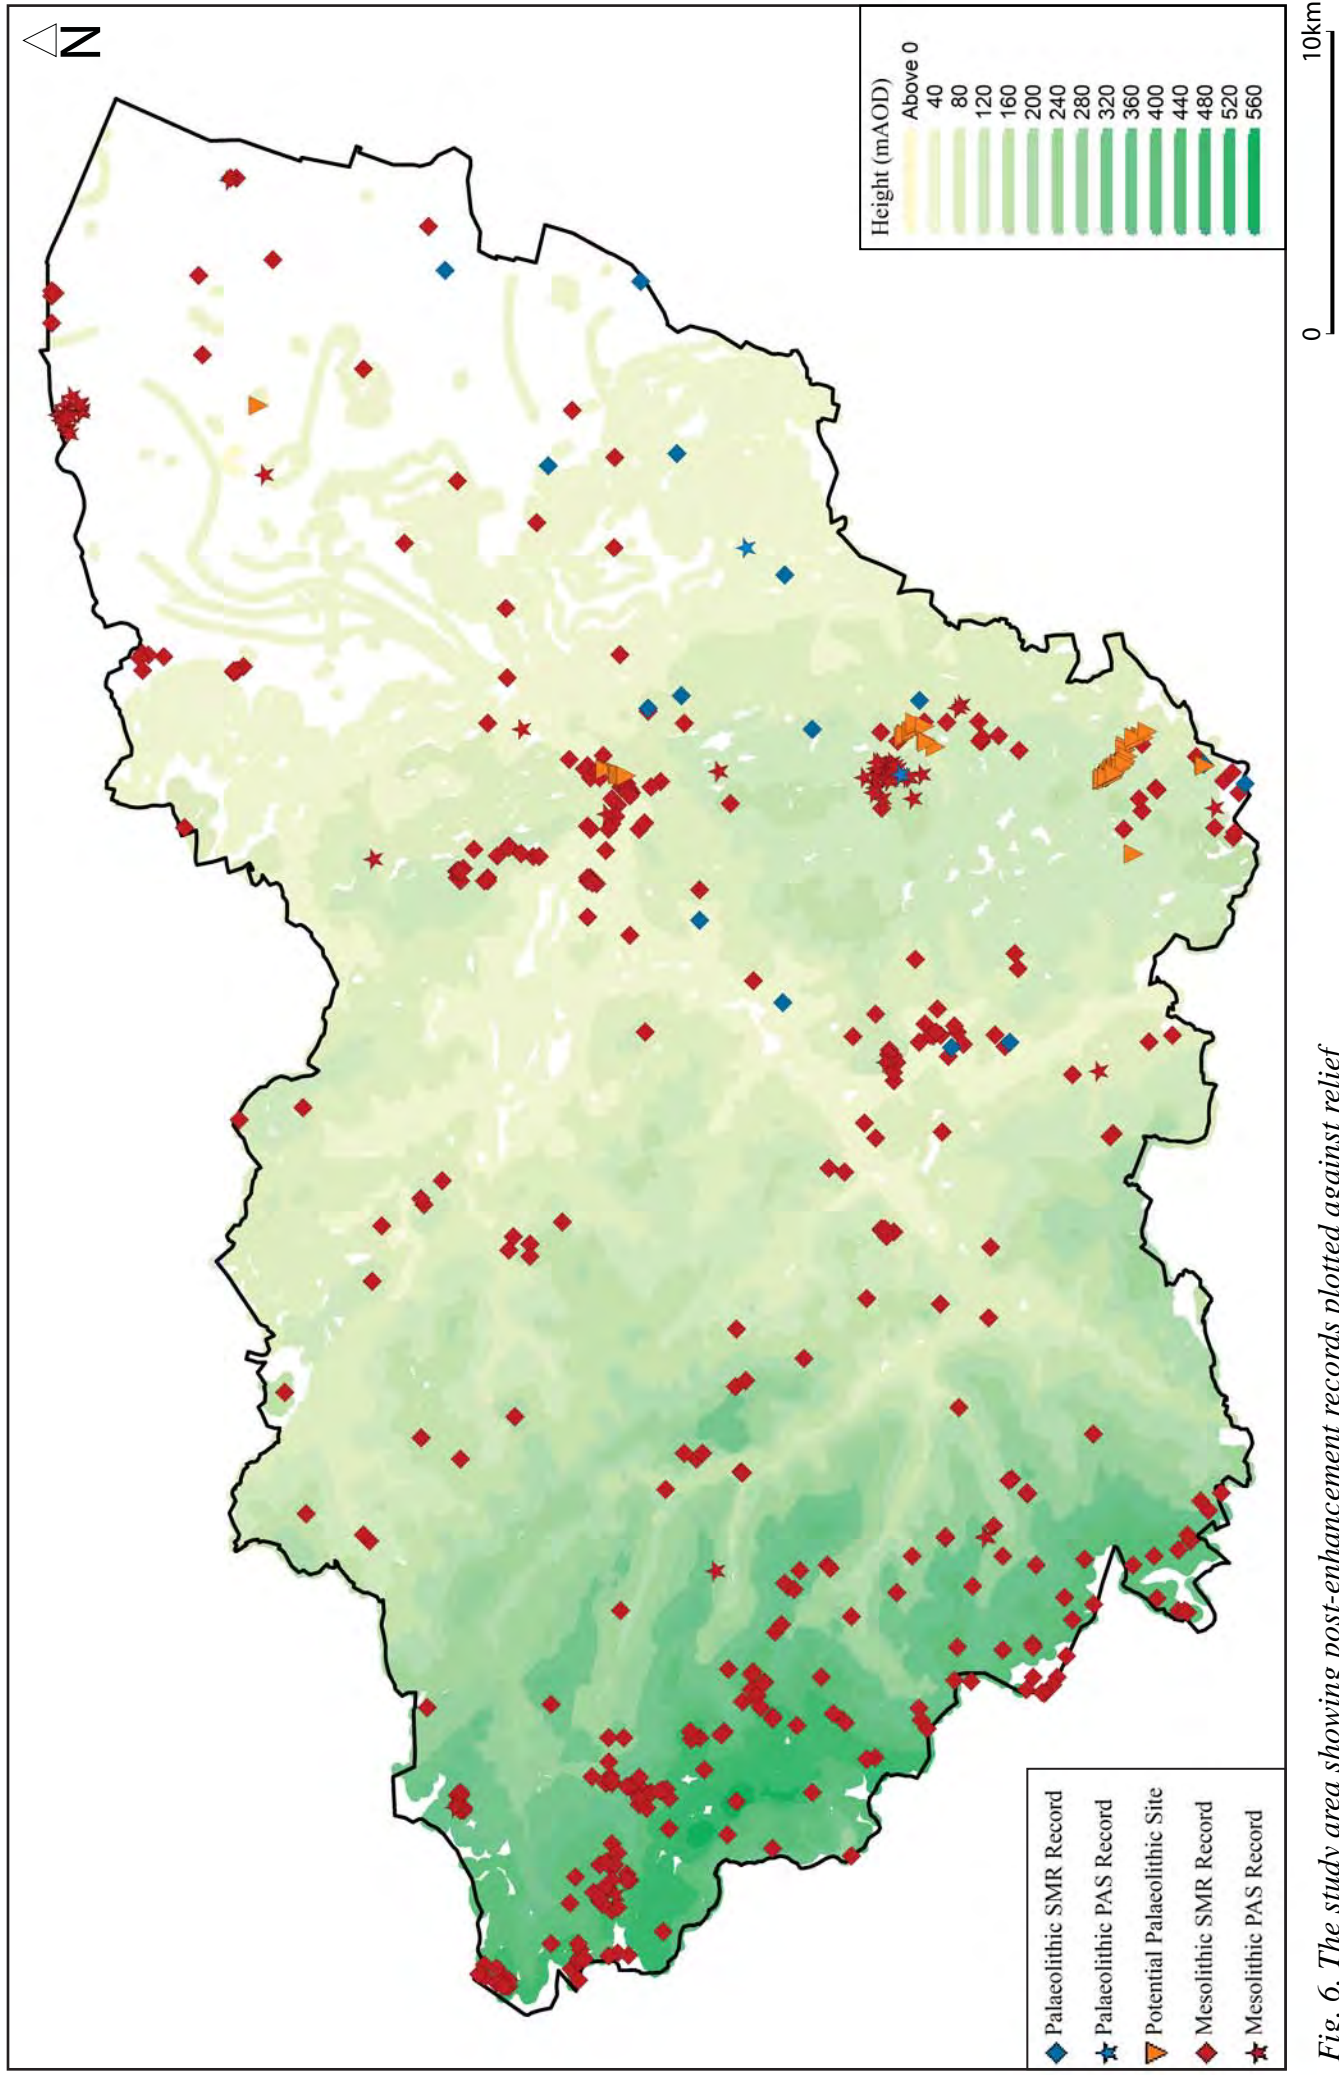 N
Height (mAOD)
Above 0
40
80
120
160
200
240
280
320
360
400
440
480
520
560
Palaeolithic SMR Record
Palaeolithic PAS Record
Potential Palaeolithic Site
Mesolithic SMR Record
Mesolithic PAS Record
0 10km
Fig. 6. The study area showing post-enhancement records plotted against relief